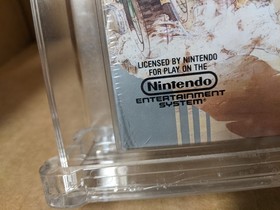 LICENSED BY NINTENDO
FOR PLAY ON THE
Nintendo
ENTERTAINMENT
SYSTEM